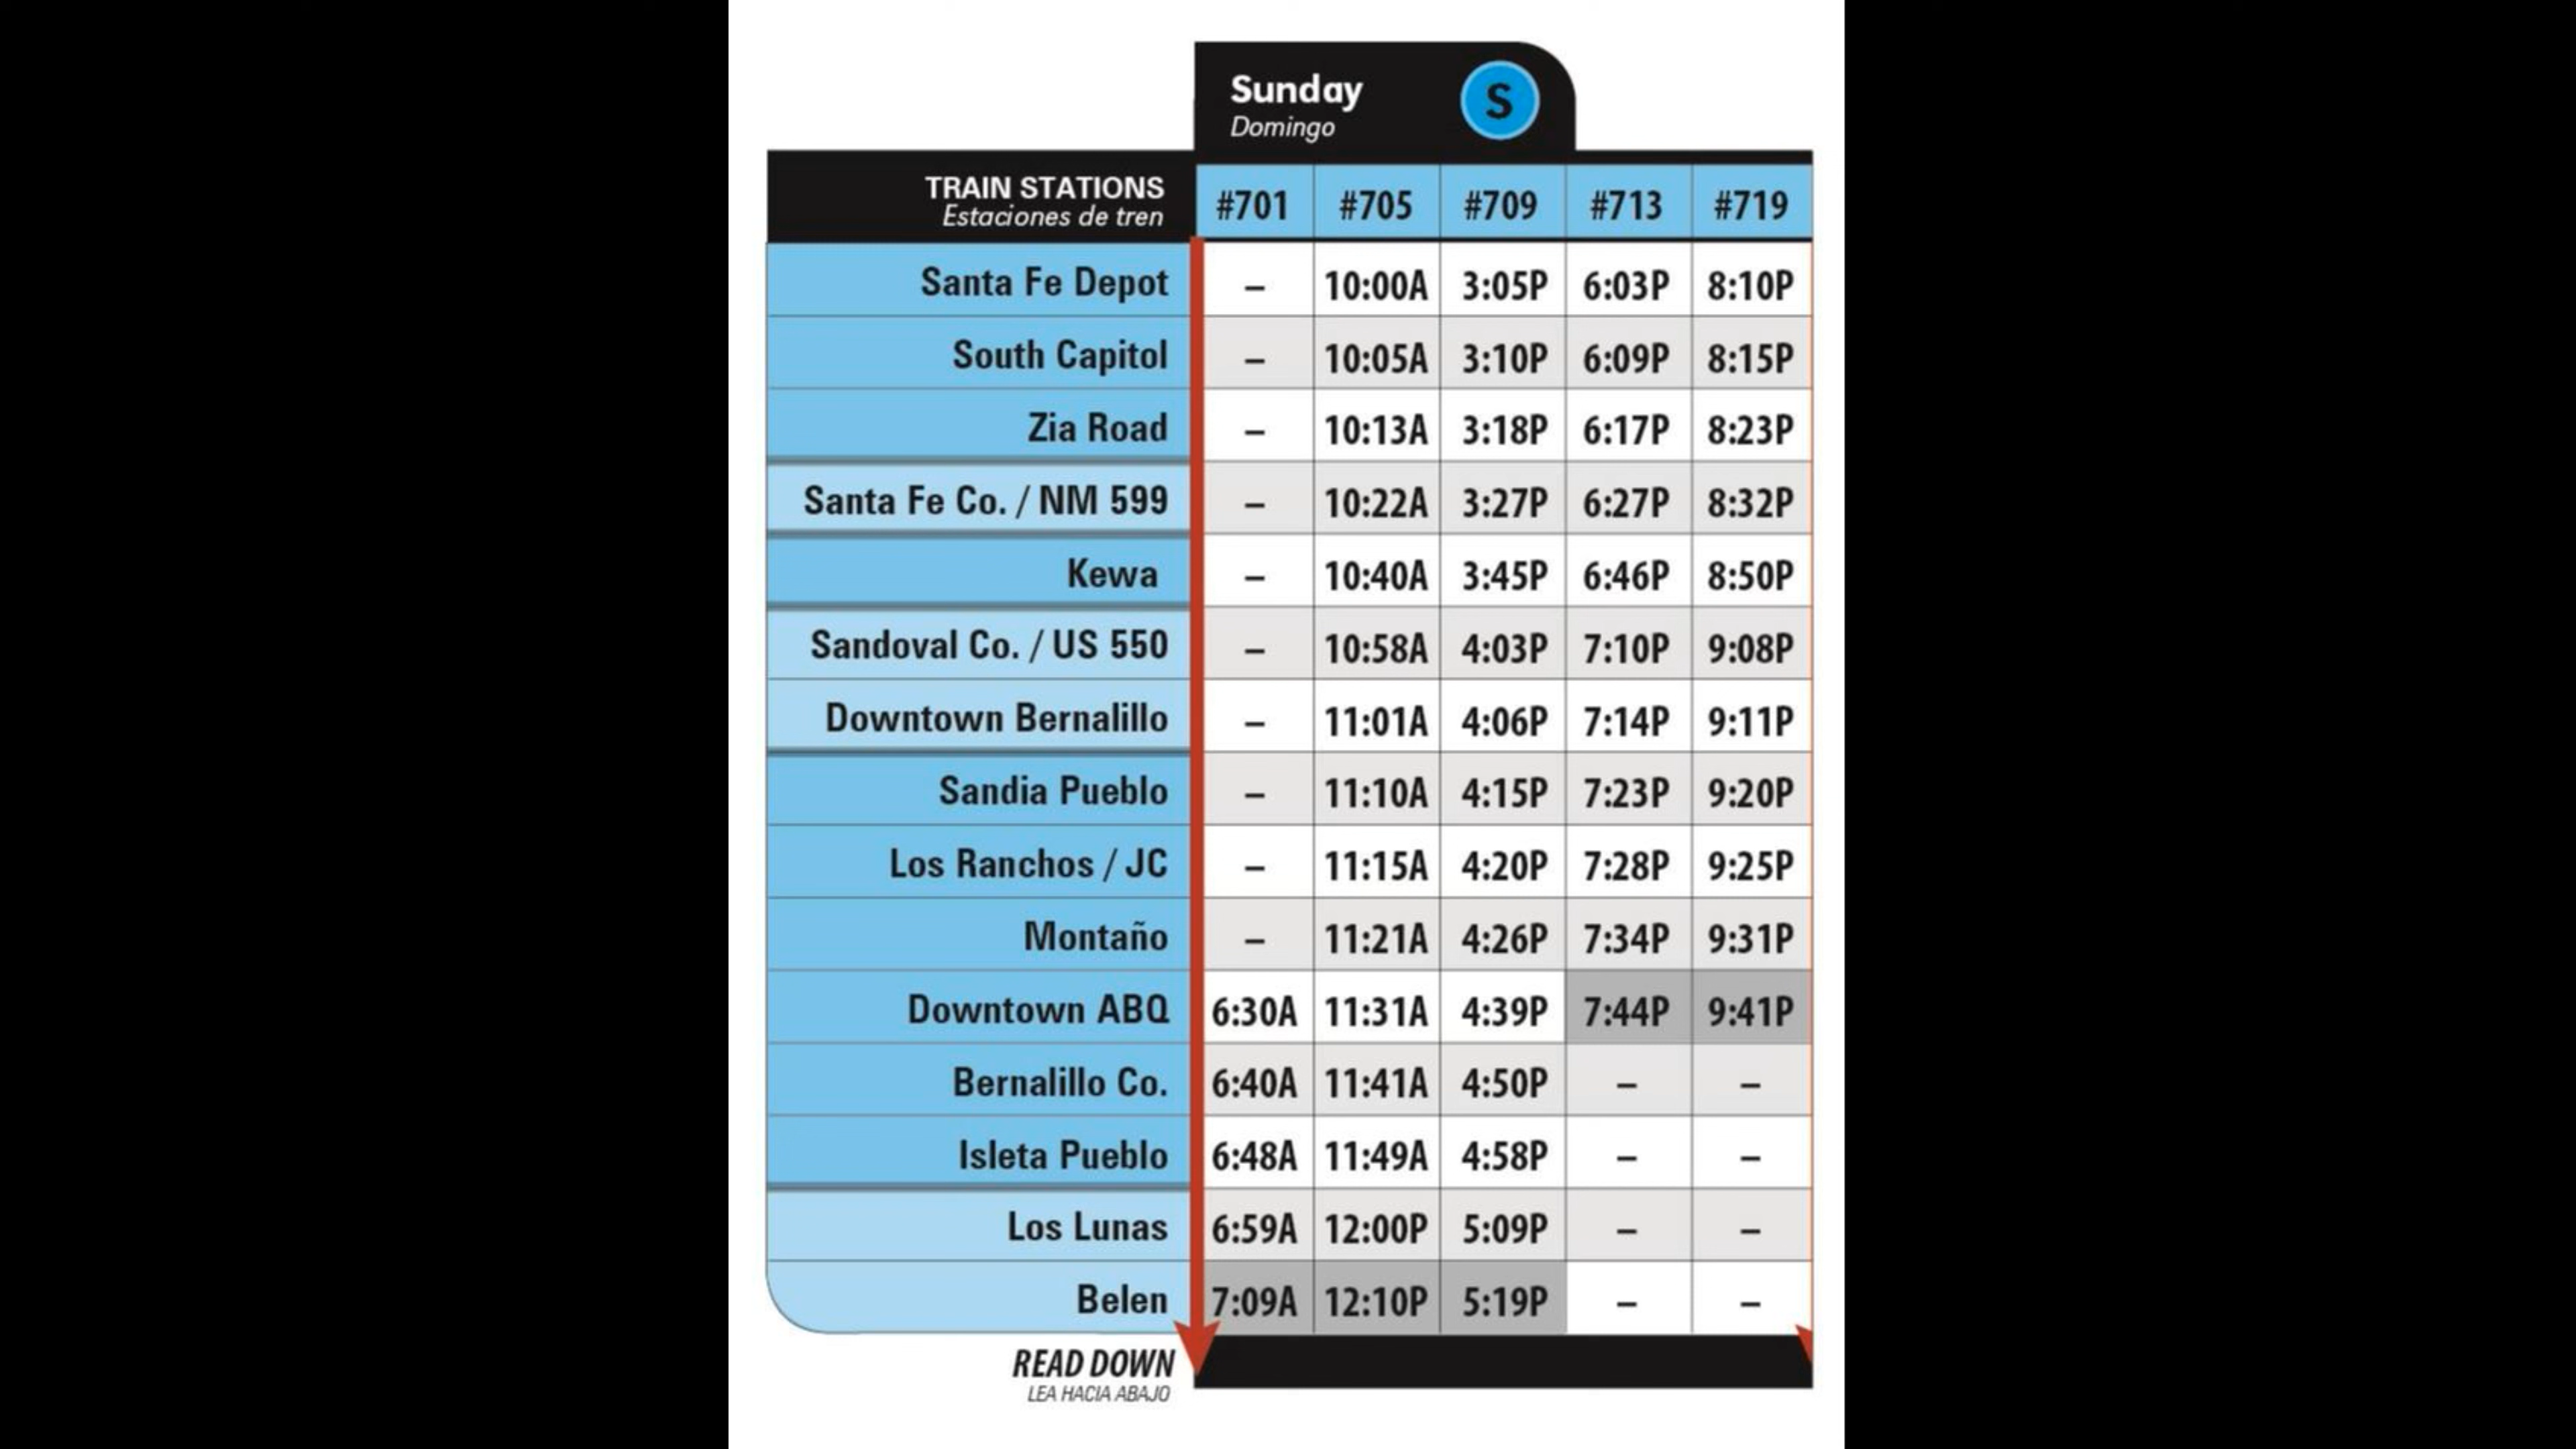 Sunday
Domingo
S
TRAIN STATIONS #701 #705 #709 #713 #719
Estaciones de tren
Santa Fe Depot – 10:00A 3:05P 6:03P 8:10P
South Capitol – 10:05A 3:10P 6:09P 8:15P
Zia Road – 10:13A 3:18P 6:17P 8:23P
Santa Fe Co. / NM 599 – 10:22A 3:27P 6:27P 8:32P
Kewa – 10:40A 3:45P 6:46P 8:50P
Sandoval Co. / US 550 – 10:58A 4:03P 7:10P 9:08P
Downtown Bernalillo – 11:01A 4:06P 7:14P 9:11P
Sandia Pueblo – 11:10A 4:15P 7:23P 9:20P
Los Ranchos / JC – 11:15A 4:20P 7:28P 9:25P
Montaño – 11:21A 4:26P 7:34P 9:31P
Downtown ABQ 6:30A 11:31A 4:39P 7:44P 9:41P
Bernalillo Co. 6:40A 11:41A 4:50P – –
Isleta Pueblo 6:48A 11:49A 4:58P – –
Los Lunas 6:59A 12:00P 5:09P – –
Belen 7:09A 12:10P 5:19P – –
READ DOWN
LEA HACIA ABAJO